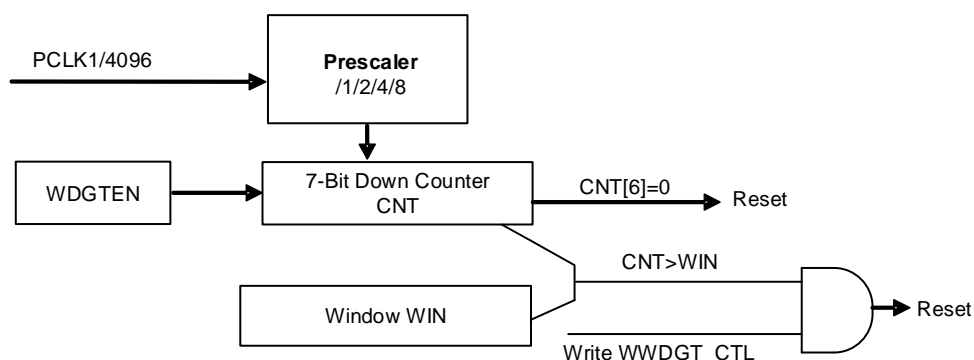 PCLK1/4096
Prescaler
/1/2/4/8
WDGTEN
7-Bit Down Counter
CNT
CNT[6]=0
Reset
CNT>WIN
Window WIN
Reset
Write WWDGT_CTL